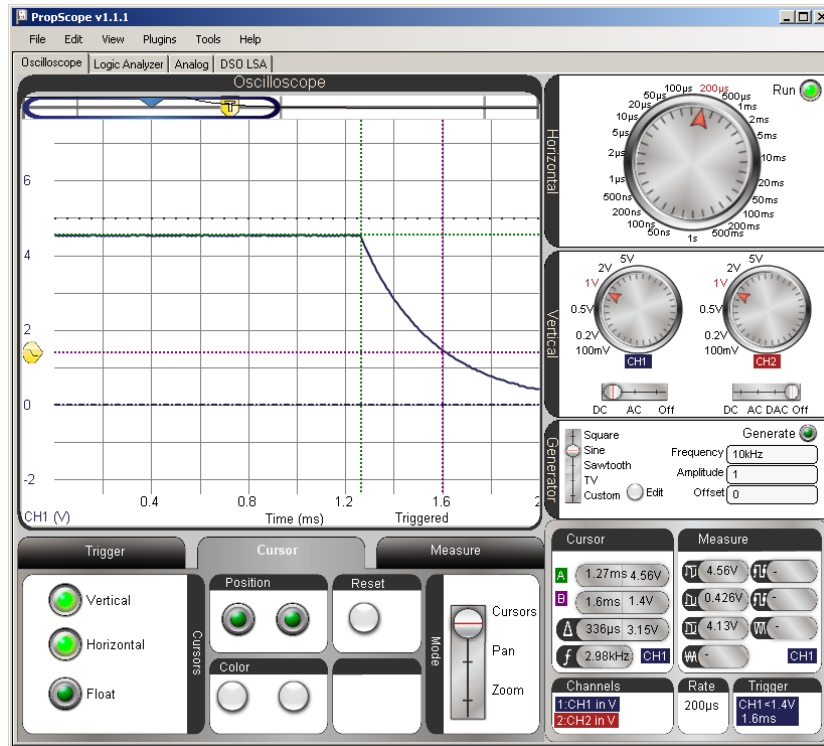 PropScope v1.1.1
File Edit View Plugins Tools Help
Oscilloscope Logic Analyzer Analog DSO LSA
Oscilloscope
T
6
4
2
0
-2
0.4 0.8 1.2 1.6 2
CH1 (V) Time (ms) Triggered
Horizontal
Run
50ns
100ns
200ns
500ns
1µs
2µs
5µs
10µs
20µs
50µs
100µs
200µs
500µs
1ms
2ms
5ms
10ms
20ms
50ms
100ms
200ms
500ms
1s
Vertical
5V
2V
1V
0.5V
0.2V
100mV
CH1
DC AC Off
5V
2V
1V
0.5V
0.2V
100mV
CH2
DC AC DAC Off
Generator
Square
Sine
Sawtooth
TV
Custom Edit
Generate
Frequency 10kHz
Amplitude 1
Offset 0
Trigger Cursor Measure
Vertical
Horizontal
Float
Cursors
Position
Reset
Color
Mode
Cursors
Pan
Zoom
Cursor
A 1.27ms 4.56V
B 1.6ms 1.4V
Δ 336µs 3.15V
f 2.98kHz CH1
Measure
4.56V -
0.426V -
4.13V -
- CH1
Channels
1:CH1 in V
2:CH2 in V
Rate
200µs
Trigger
CH1<1.4V
1.6ms